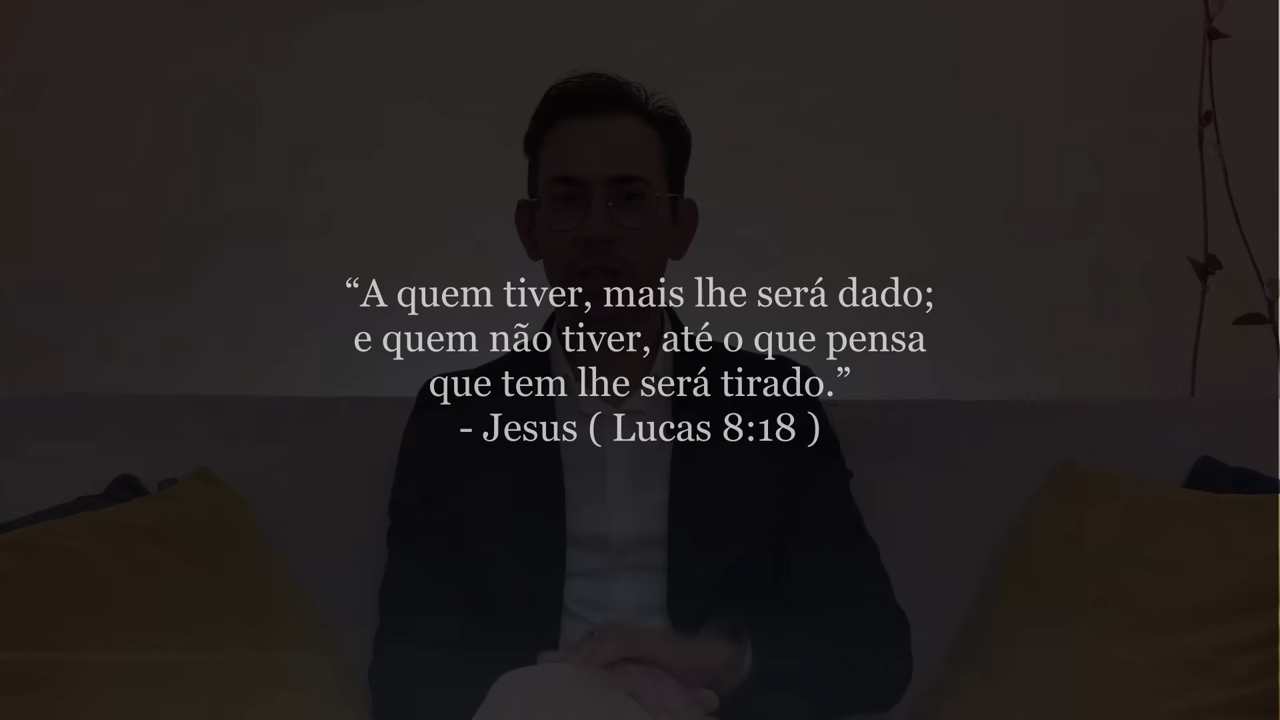 “A quem tiver, mais lhe será dado;
e quem não tiver, até o que pensa
que tem lhe será tirado.”
- Jesus ( Lucas 8:18 )